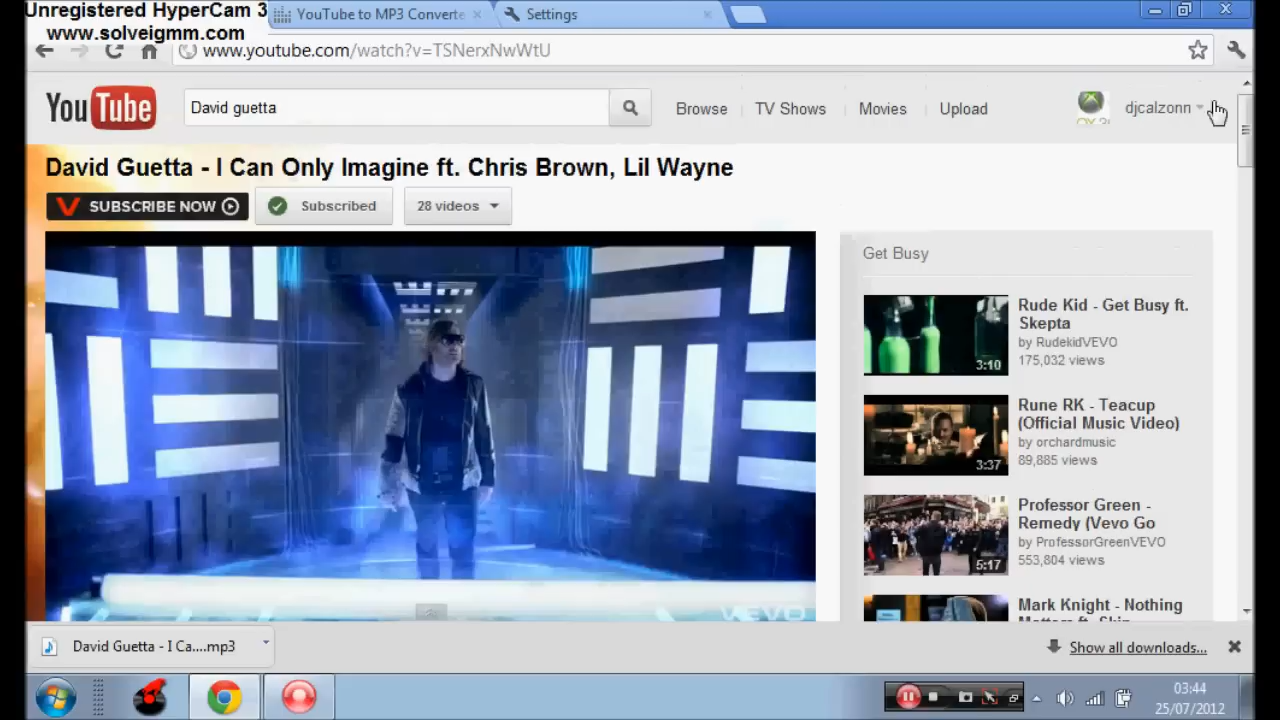 Unregistered HyperCam 3
www.solveigmm.com
YouTube to MP3 Converte
Settings
www.youtube.com/watch?v=TSNerxNwWtU
YouTube
David guetta
Browse
TV Shows
Movies
Upload
djcalzonn
David Guetta - I Can Only Imagine ft. Chris Brown, Lil Wayne
SUBSCRIBE NOW
Subscribed
28 videos
Get Busy
Rude Kid - Get Busy ft.
Skepta
by RudekidVEVO
175,032 views
3:10
Rune RK - Teacup
(Official Music Video)
by orchardmusic
89,885 views
3:37
Professor Green -
Remedy (Vevo Go
by ProfessorGreenVEVO
553,804 views
5:17
Mark Knight - Nothing
vevo
David Guetta - I Ca....mp3
Show all downloads...
03:44
25/07/2012